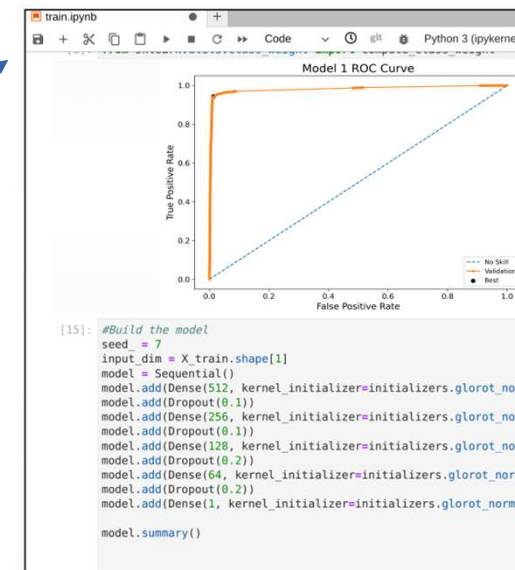 train.ipynb
Code git Python 3 (ipykerne
Model 1 ROC Curve
1.0
0.8
0.6
0.4
0.2
0.0
True Positive Rate
0.0 0.2 0.4 0.6 0.8 1.0
False Positive Rate
No Skill
Validation
Best
[15]: #Build the model
seed_ = 7
input_dim = X_train.shape[1]
model = Sequential()
model.add(Dense(512, kernel_initializer=initializers.glorot_no
model.add(Dropout(0.1))
model.add(Dense(256, kernel_initializer=initializers.glorot_no
model.add(Dropout(0.1))
model.add(Dense(128, kernel_initializer=initializers.glorot_no
model.add(Dropout(0.2))
model.add(Dense(64, kernel_initializer=initializers.glorot_nor
model.add(Dropout(0.2))
model.add(Dense(1, kernel_initializer=initializers.glorot_norm
model.summary()